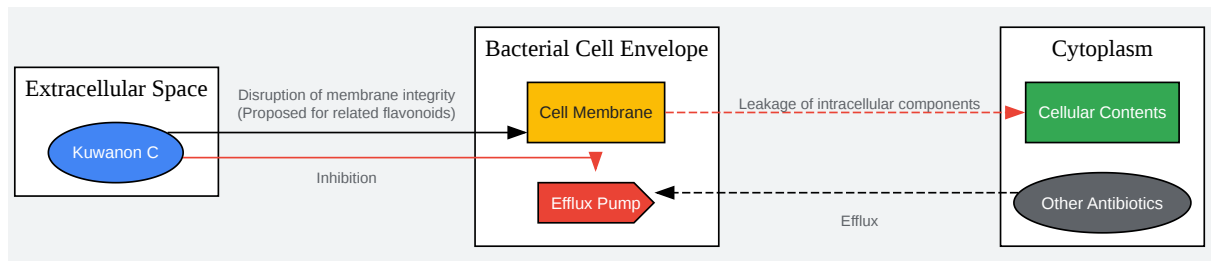 Extracellular Space
Kuwanon C
Disruption of membrane integrity
(Proposed for related flavonoids)
Inhibition
Bacterial Cell Envelope
Cell Membrane
Efflux Pump
Leakage of intracellular components
Efflux
Cytoplasm
Cellular Contents
Other Antibiotics